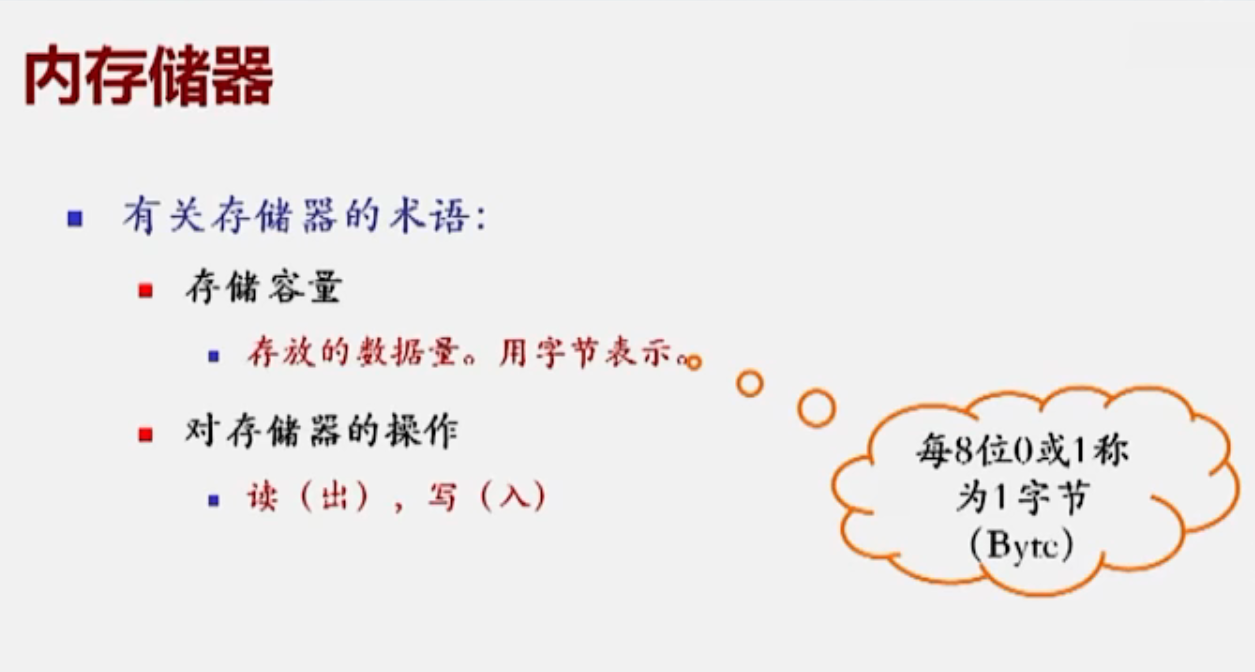 内存储器
有关存储器的术语：
存储容量
存放的数据量。用字节表示。
对存储器的操作
读（出），写（入）
每8位0或1称
为1字节
（Byte）